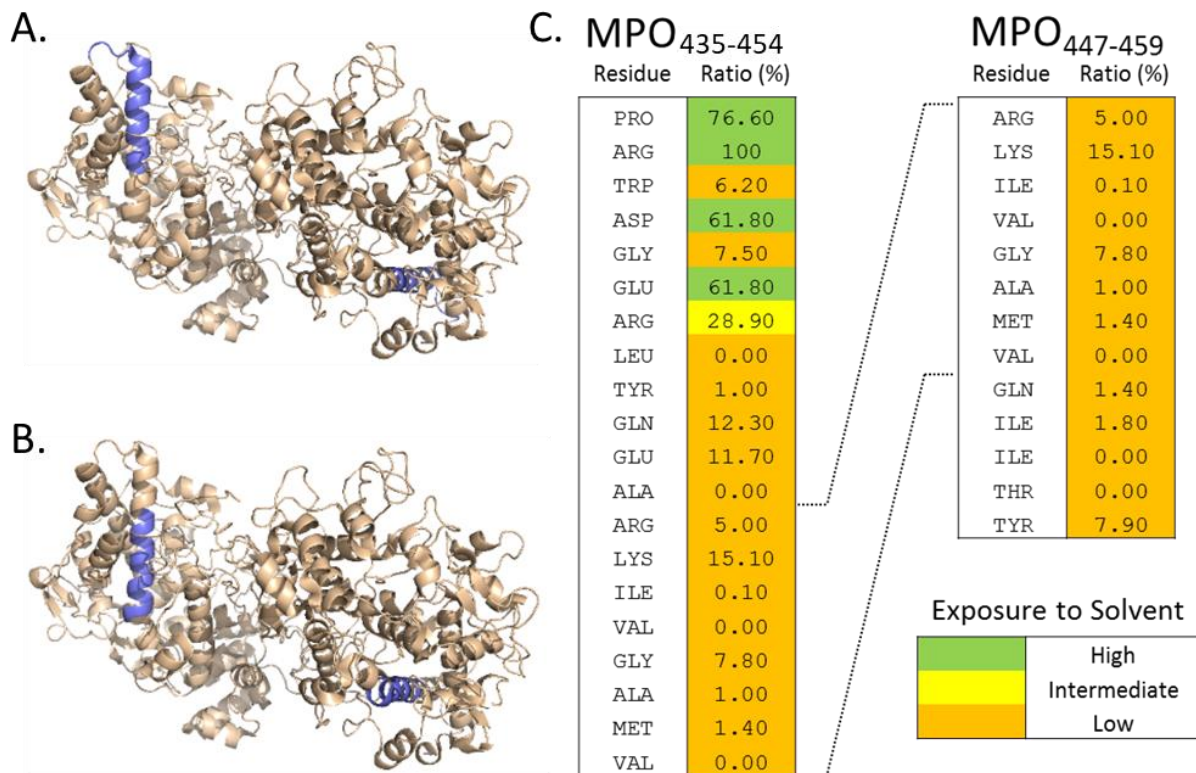 A.
B.
C.
MPO435-454
Residue Ratio (%)
PRO 76.60
ARG 100
TRP 6.20
ASP 61.80
GLY 7.50
GLU 61.80
ARG 28.90
LEU 0.00
TYR 1.00
GLN 12.30
GLU 11.70
ALA 0.00
ARG 5.00
LYS 15.10
ILE 0.10
VAL 0.00
GLY 7.80
ALA 1.00
MET 1.40
VAL 0.00
MPO447-459
Residue Ratio (%)
ARG 5.00
LYS 15.10
ILE 0.10
VAL 0.00
GLY 7.80
ALA 1.00
MET 1.40
VAL 0.00
GLN 1.40
ILE 1.80
ILE 0.00
THR 0.00
TYR 7.90
Exposure to Solvent
High
Intermediate
Low